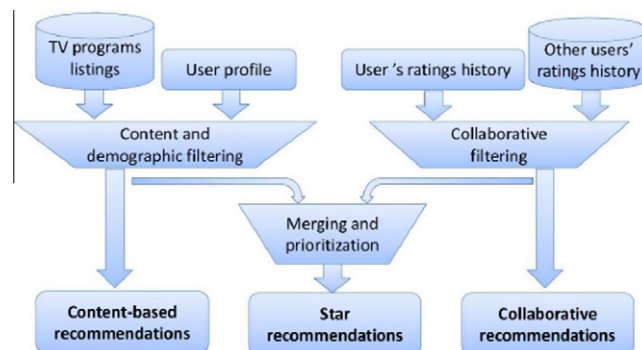 TV programs
listings
User profile
User 's ratings history
Other users'
ratings history
Content and
demographic filtering
Collaborative
filtering
Merging and
prioritization
Content-based
recommendations
Star
recommendations
Collaborative
recommendations